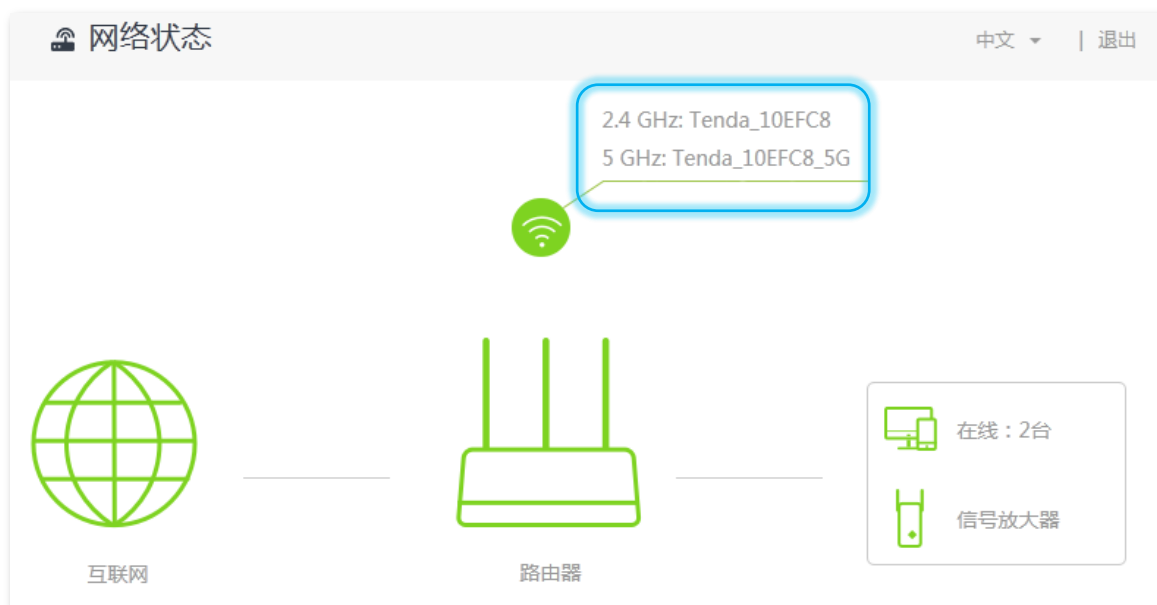 网络状态
中文
| 退出
2.4 GHz: Tenda_10EFC8
5 GHz: Tenda_10EFC8_5G
在线：2台
信号放大器
互联网
路由器